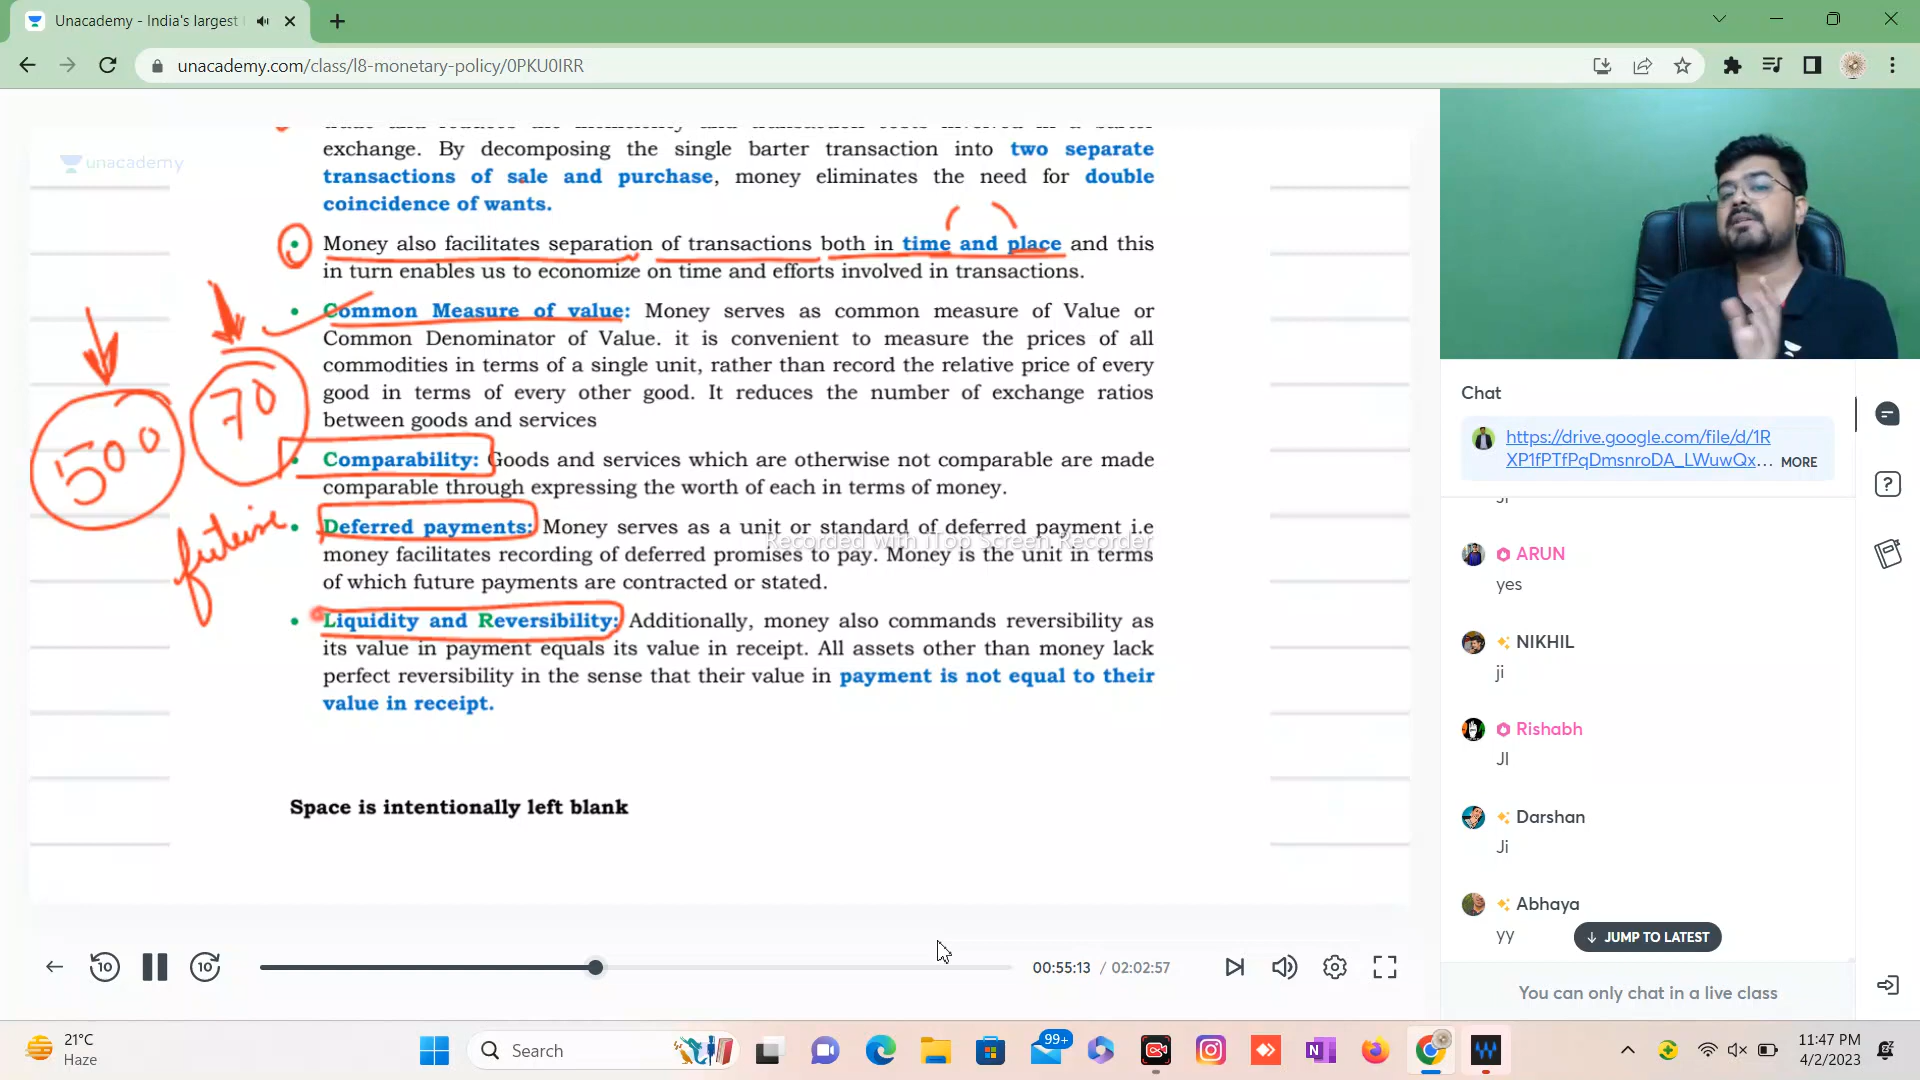 Unacademy - India's largest
unacademy.com/class/l8-monetary-policy/0PKU0IRR
unacademy
trade and reduces the inefficiency and transaction costs involved in a barter
exchange. By decomposing the single barter transaction into two separate
transactions of sale and purchase, money eliminates the need for double
coincidence of wants.
• Money also facilitates separation of transactions both in time and place and this
in turn enables us to economize on time and efforts involved in transactions.
• Common Measure of value: Money serves as common measure of Value or
Common Denominator of Value. it is convenient to measure the prices of all
commodities in terms of a single unit, rather than record the relative price of every
good in terms of every other good. It reduces the number of exchange ratios
between goods and services
• Comparability: Goods and services which are otherwise not comparable are made
comparable through expressing the worth of each in terms of money.
• Deferred payments: Money serves as a unit or standard of deferred payment i.e
money facilitates recording of deferred promises to pay. Money is the unit in terms
of which future payments are contracted or stated.
• Liquidity and Reversibility: Additionally, money also commands reversibility as
its value in payment equals its value in receipt. All assets other than money lack
perfect reversibility in the sense that their value in payment is not equal to their
value in receipt.
500
70
future
Recorded with iTop Screen Recorder
Space is intentionally left blank
10
10
00:55:13 / 02:02:57
Chat
https://drive.google.com/file/d/1R
XP1fPTfPqDmsnroDA_LWuwQx... MORE
ARUN
yes
NIKHIL
ji
Rishabh
JI
Darshan
Ji
Abhaya
yy
JUMP TO LATEST
You can only chat in a live class
21°C
Haze
Search
99+
11:47 PM
4/2/2023